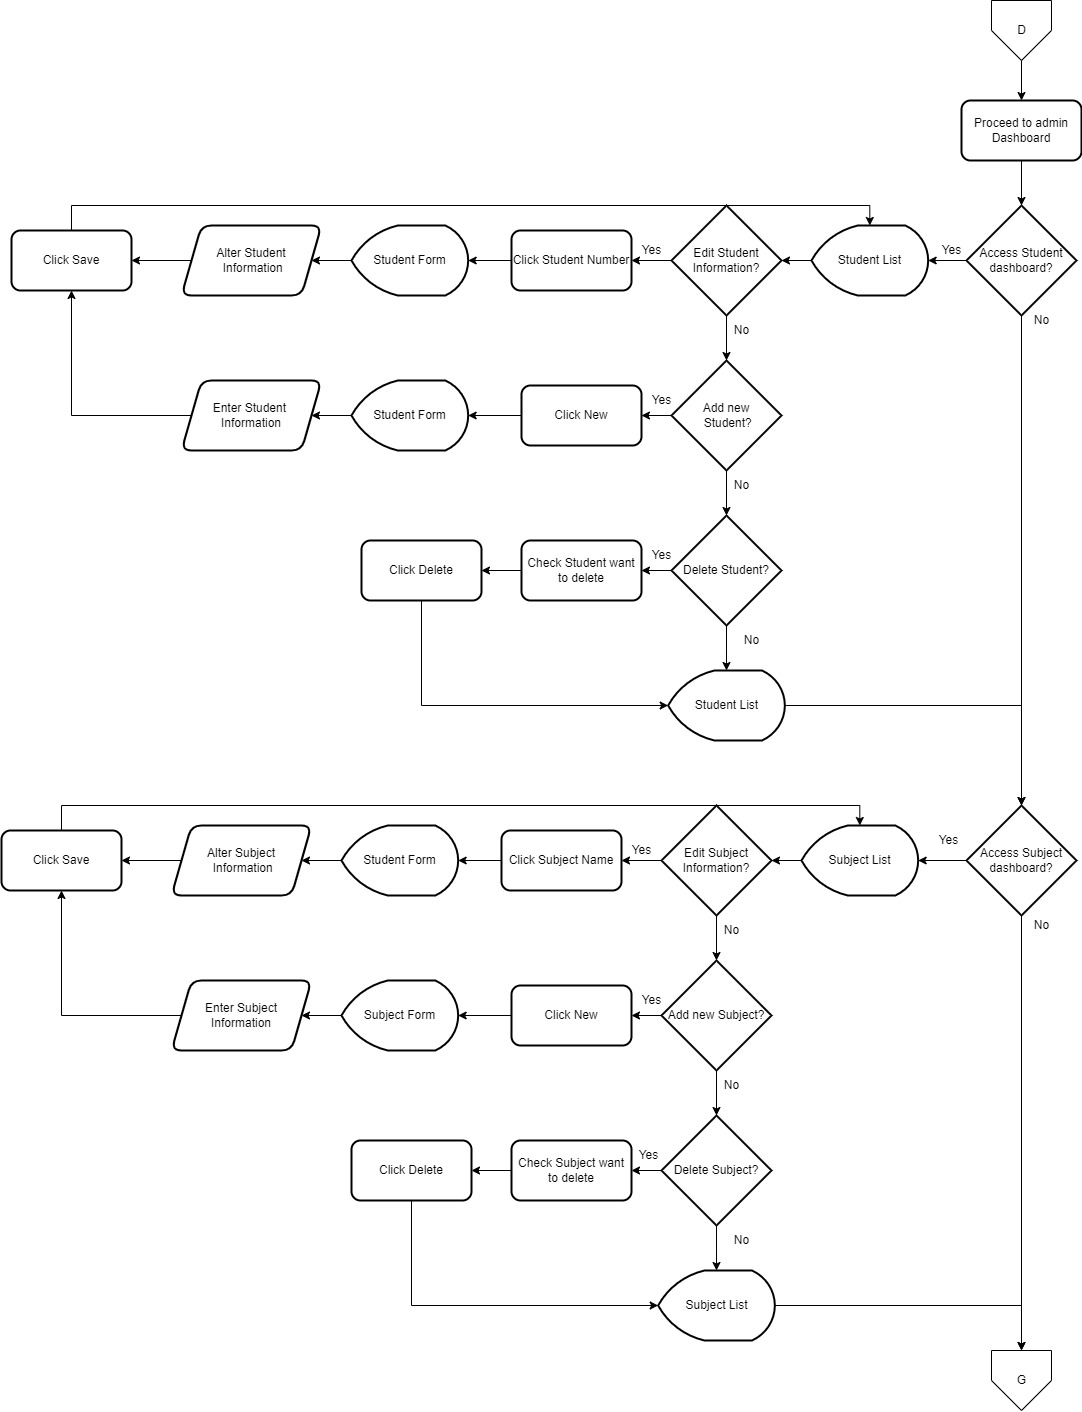 D
Proceed to admin
Dashboard
Click Save
Alter Student
Information
Student Form
Click Student Number
Yes
Edit Student
Information?
Student List
Yes
Access Student
dashboard?
No
No
Enter Student
Information
Student Form
Click New
Yes
Add new
Student?
No
Click Delete
Check Student want
to delete
Yes
Delete Student?
No
Student List
Click Save
Alter Subject
Information
Student Form
Click Subject Name
Yes
Edit Subject
Information?
Subject List
Yes
Access Subject
dashboard?
No
No
Enter Subject
Information
Subject Form
Click New
Yes
Add new Subject?
No
Click Delete
Check Subject want
to delete
Yes
Delete Subject?
No
Subject List
G